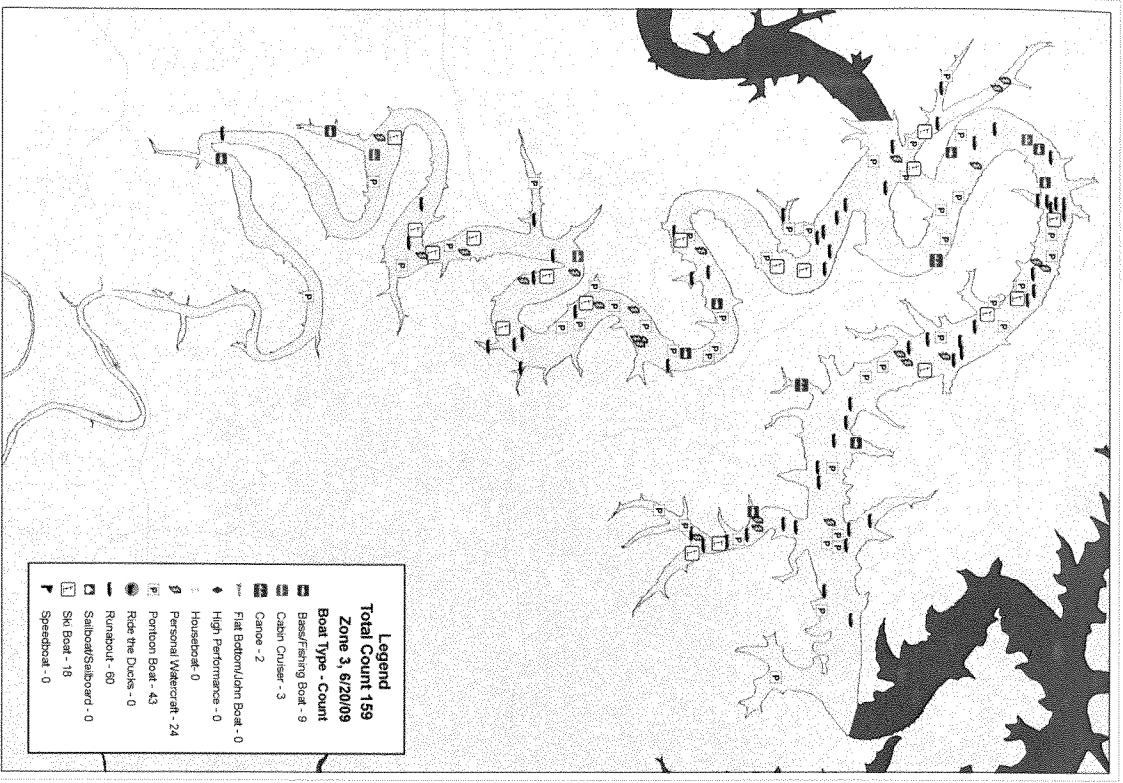 Legend
Total Count 159
Zone 3, 6/20/09
Boat Type - Count
Bass/Fishing Boat - 9
Cabin Cruiser - 3
Canoe - 2
Flat Bottom/John Boat - 0
High Performance - 0
Houseboat - 0
Personal Watercraft - 24
Pontoon Boat - 43
Ride the Ducks - 0
Runabout - 60
Sailboat/Sailboard - 0
Ski Boat - 18
Speedboat - 0